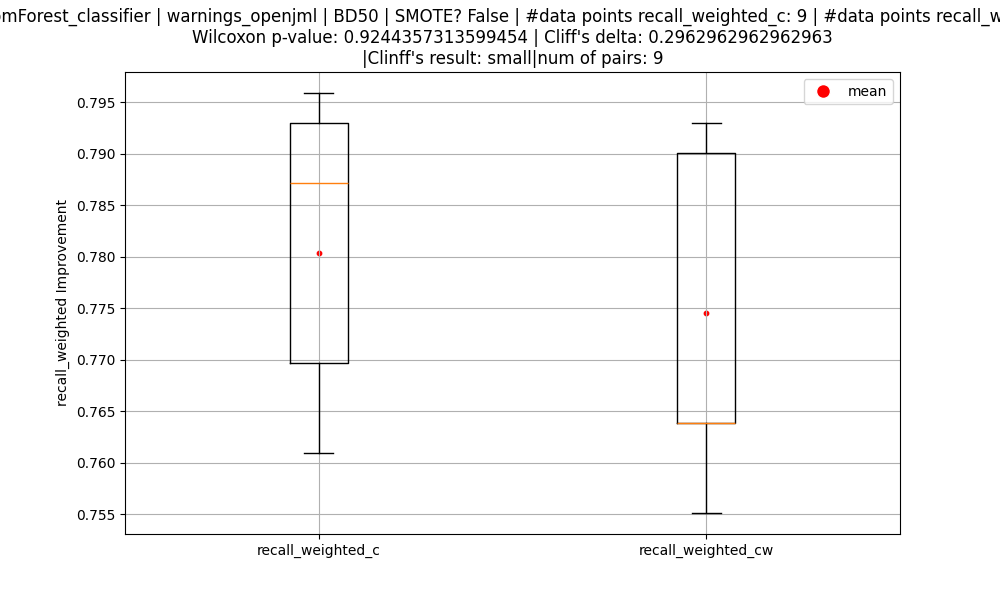 mForest_classifier | warnings_openjml | BD50 | SMOTE? False | #data points recall_weighted_c: 9 | #data points recall_w
Wilcoxon p-value: 0.9244357313599454 | Cliff's delta: 0.2962962962962963
|Clinff's result: small|num of pairs: 9
mean
0.795
0.790
0.785
0.780
0.775
0.770
0.765
0.760
0.755
recall_weighted Improvement
recall_weighted_c
recall_weighted_cw